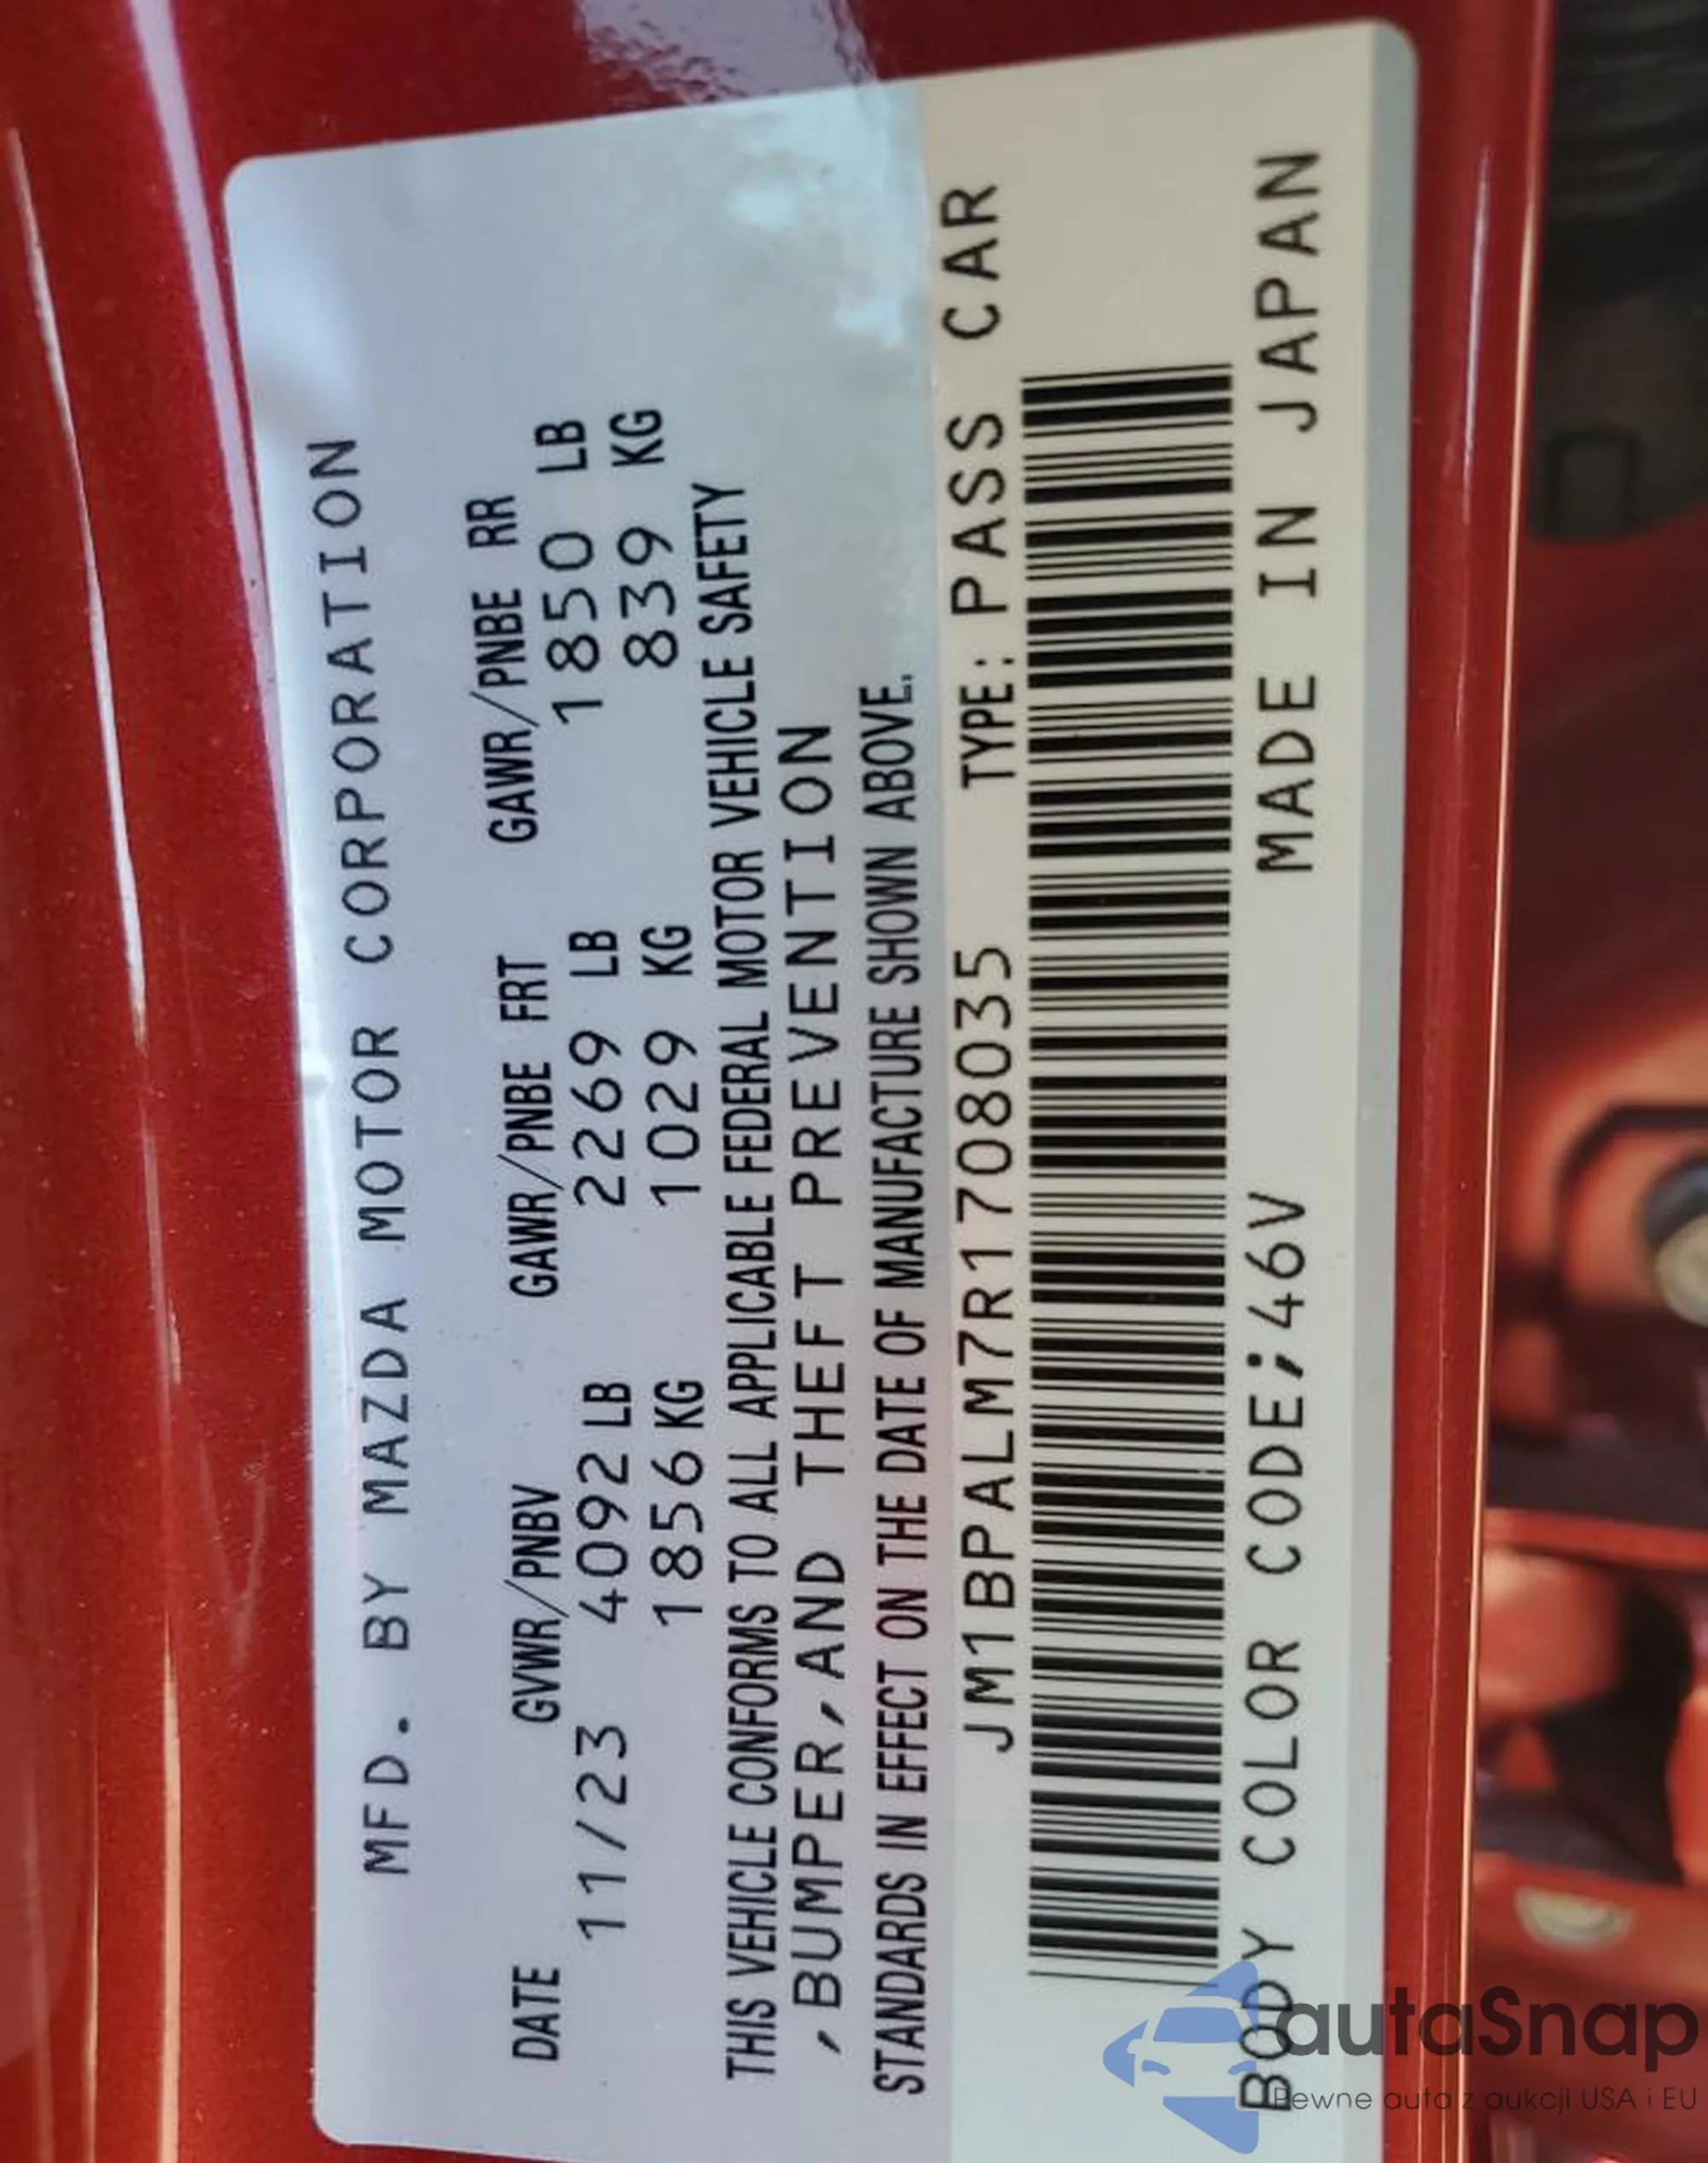 MFD. BY MAZDA MOTOR CORPORATION
DATE GVWR/PNBV GAWR/PNBE FRT GAWR/PNBE RR
11/23 4092 LB 2269 LB 1850 LB
1856 KG 1029 KG 839 KG
THIS VEHICLE CONFORMS TO ALL APPLICABLE FEDERAL MOTOR VEHICLE SAFETY
,BUMPER,AND THEFT PREVENTION
STANDARDS IN EFFECT ON THE DATE OF MANUFACTURE SHOWN ABOVE.
JM1BPALM7R1708035 TYPE: PASS CAR
BODY COLOR CODE;46V MADE IN JAPAN
autaSnap
Pewne auta z aukcji USA i EU